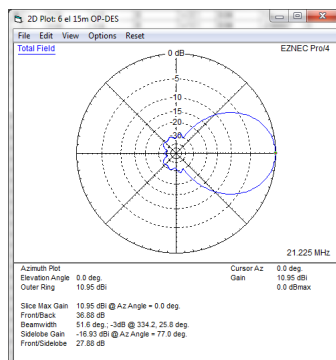 2D Plot: 6 el 15m OP-DES
File Edit View Options Reset
Total Field
EZNEC Pro/4
0 dB
-5
-10
-15
-20
-30
21.225 MHz
Azimuth Plot
Cursor Az 0.0 deg.
Elevation Angle 0.0 deg.
Gain 10.95 dBi
Outer Ring 10.95 dBi
0.0 dBmax
Slice Max Gain 10.95 dBi @ Az Angle = 0.0 deg.
Front/Back 36.88 dB
Beamwidth 51.6 deg.; -3dB @ 334.2, 25.8 deg.
Sidelobe Gain -16.93 dBi @ Az Angle = 77.0 deg.
Front/Sidelobe 27.88 dB